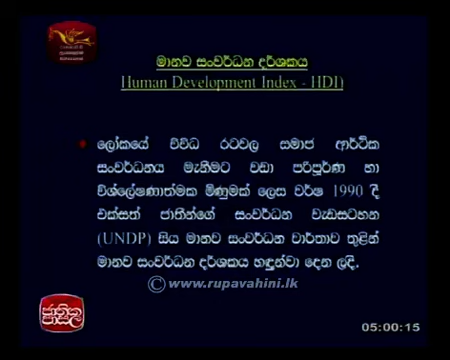 මානව සංවර්ධන දර්ශකය
Human Development Index - HDI)
ලෝකයේ විවිධ රටවල සමාජ ආර්ථික
සංවර්ධනය මැනීමට වඩා පරිපූර්ණ හා
විශ්ලේෂණාත්මක මිණුමක් ලෙස වර්ෂ 1990 දී
එක්සත් ජාතීන්ගේ සංවර්ධන වැඩසටහන
(UNDP) සිය මානව සංවර්ධන වාර්තාව තුළින්
මානව සංවර්ධන දර්ශකය හඳුන්වා දෙන ලදී.
© www.rupavahini.lk
ජාතික
පාසල
05:00:15